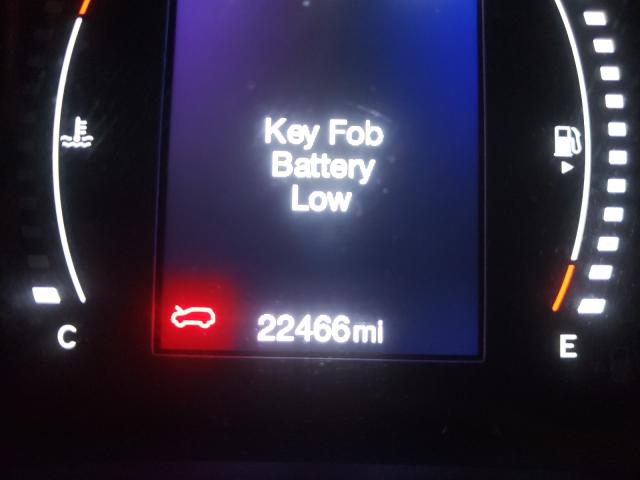 Key Fob
Battery
Low
22466mi
C
E